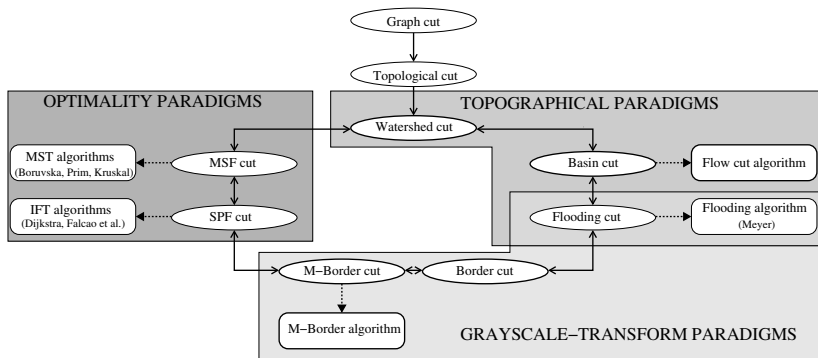 Graph cut
Topological cut
OPTIMALITY PARADIGMS
TOPOGRAPHICAL PARADIGMS
Watershed cut
MST algorithms
(Boruvska, Prim, Kruskal)
MSF cut
Basin cut
Flow cut algorithm
IFT algorithms
(Dijkstra, Falcao et al.)
SPF cut
Flooding cut
Flooding algorithm
(Meyer)
M−Border cut
Border cut
M−Border algorithm
GRAYSCALE−TRANSFORM PARADIGMS